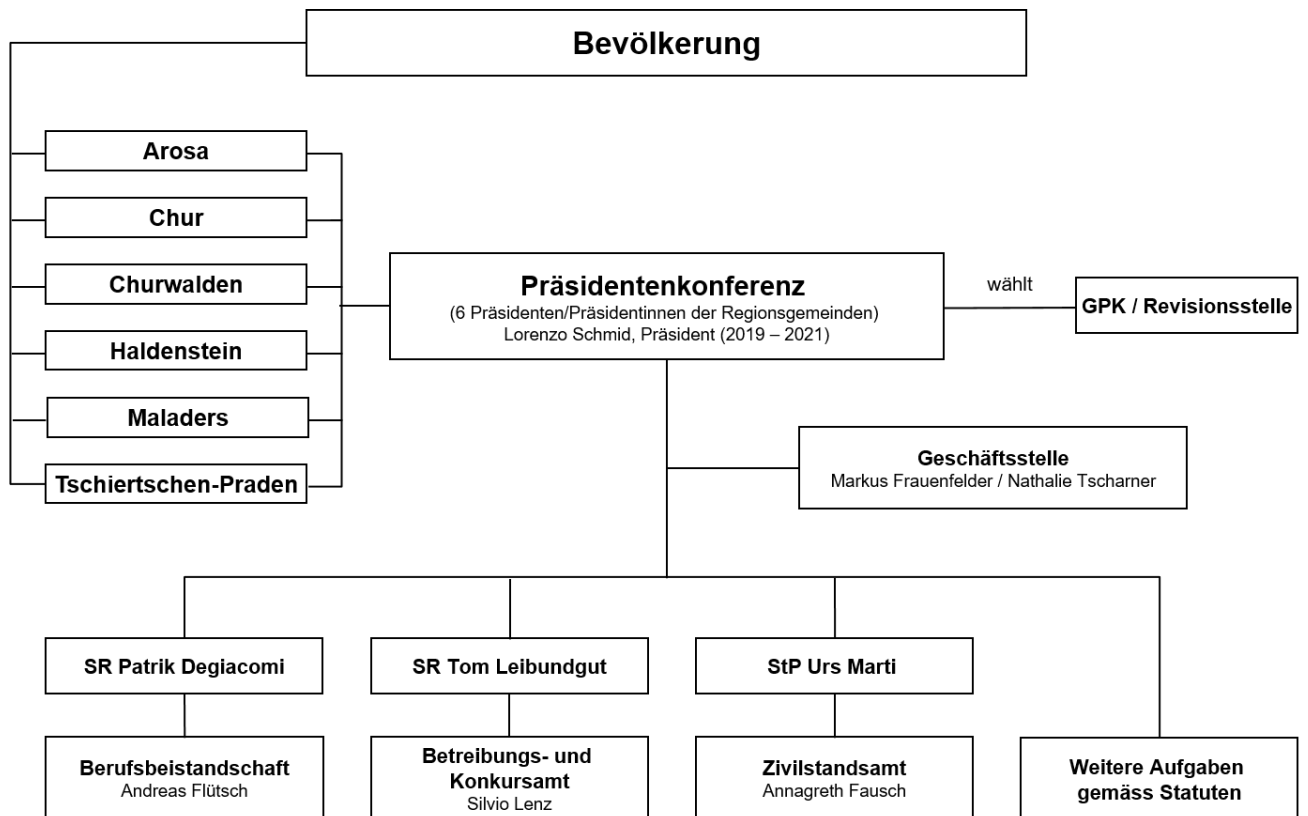 Bevölkerung
Arosa
Chur
Churwalden
Haldenstein
Maladers
Tschiertschen-Praden
Präsidentenkonferenz
(6 Präsidenten/Präsidentinnen der Regionsgemeinden)
Lorenzo Schmid, Präsident (2019 – 2021)
wählt
GPK / Revisionsstelle
Geschäftsstelle
Markus Frauenfelder / Nathalie Tscharner
SR Patrik Degiacomi
SR Tom Leibundgut
StP Urs Marti
Berufsbeistandschaft
Andreas Flütsch
Betreibungs- und
Konkursamt
Silvio Lenz
Zivilstandsamt
Annagreth Fausch
Weitere Aufgaben
gemäss Statuten